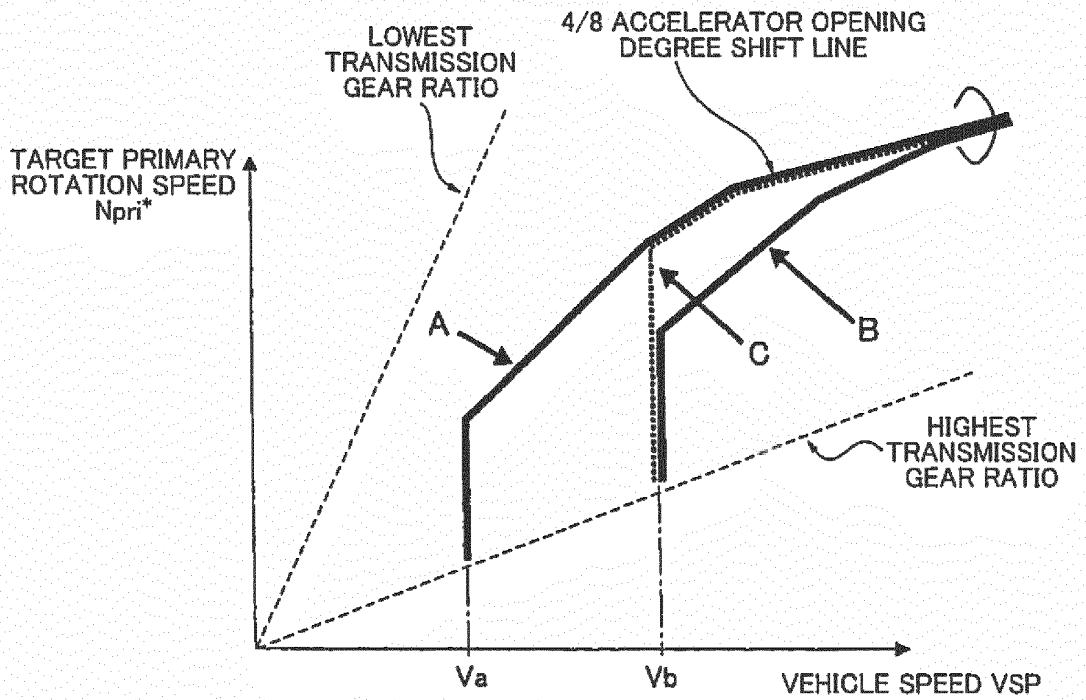 4/8 ACCELERATOR OPENING
DEGREE SHIFT LINE
LOWEST
TRANSMISSION
GEAR RATIO
TARGET PRIMARY
ROTATION SPEED
Npri*
A
C
B
HIGHEST
TRANSMISSION
GEAR RATIO
Va
Vb
VEHICLE SPEED VSP